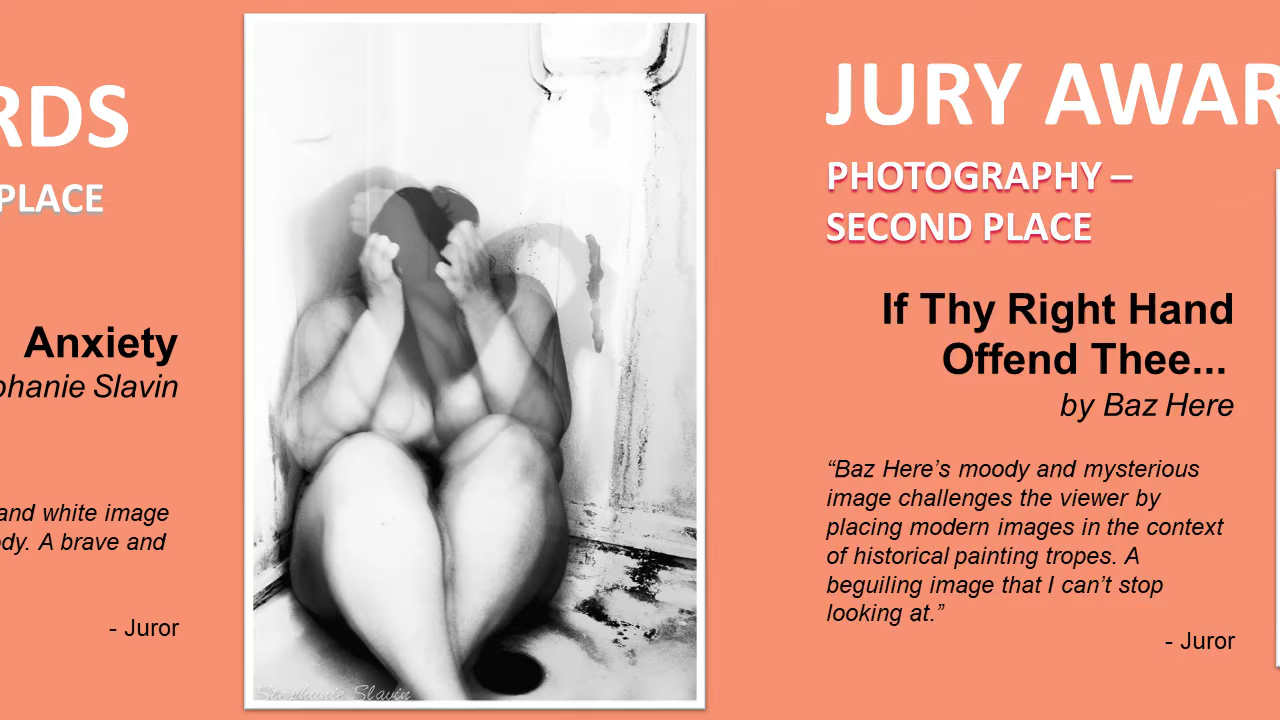 RDS
PLACE
Anxiety
phanie Slavin
and white image
ody. A brave and
- Juror
Stephanie Slavin
JURY AWAR
PHOTOGRAPHY –
SECOND PLACE
If Thy Right Hand
Offend Thee...
by Baz Here
“Baz Here’s moody and mysterious
image challenges the viewer by
placing modern images in the context
of historical painting tropes. A
beguiling image that I can’t stop
looking at.”
- Juror